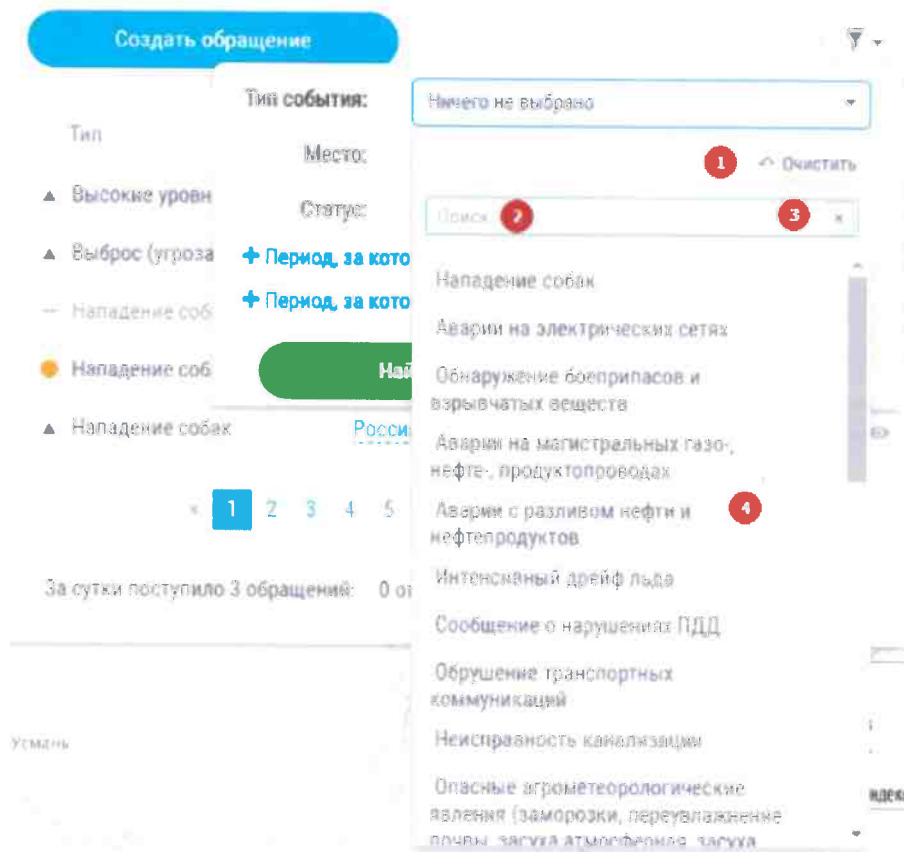 Создать обращение
Тип события:
Ничего не выбрано
Тип
Место:
1
Очистить
Высокие уровн
Статус:
Поиск
2
3
×
Выброс (угроза
+ Период, за кото
Нападение соб
+ Период, за кото
Нападение собак
Аварии на электрических сетях
Нападение соб
Най
Обнаружение боеприпасов и
взрывчатых веществ
Нападение собак
Росси
Аварии на магистральных газо-,
нефте-, продуктопроводах
« 1 2 3 4 5
Аварии с разливом нефти и
нефтепродуктов
4
За сутки поступило 3 обращений:
Интенсивный дрейф льда
Сообщение о нарушениях ПДД
Обрушение транспортных
коммуникаций
Усмань
Неисправность канализации
Опасные агрометеорологические
явления (заморозки, переувлажнение
почвы, засуха атмосферная, засуха
ндекс